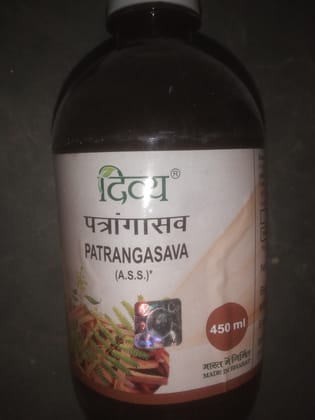 दिव्य®
पत्रांगासव
PATRANGASAVA
(A.S.S.)*
450 ml
भारत में निर्मित
MADE IN BHARAT